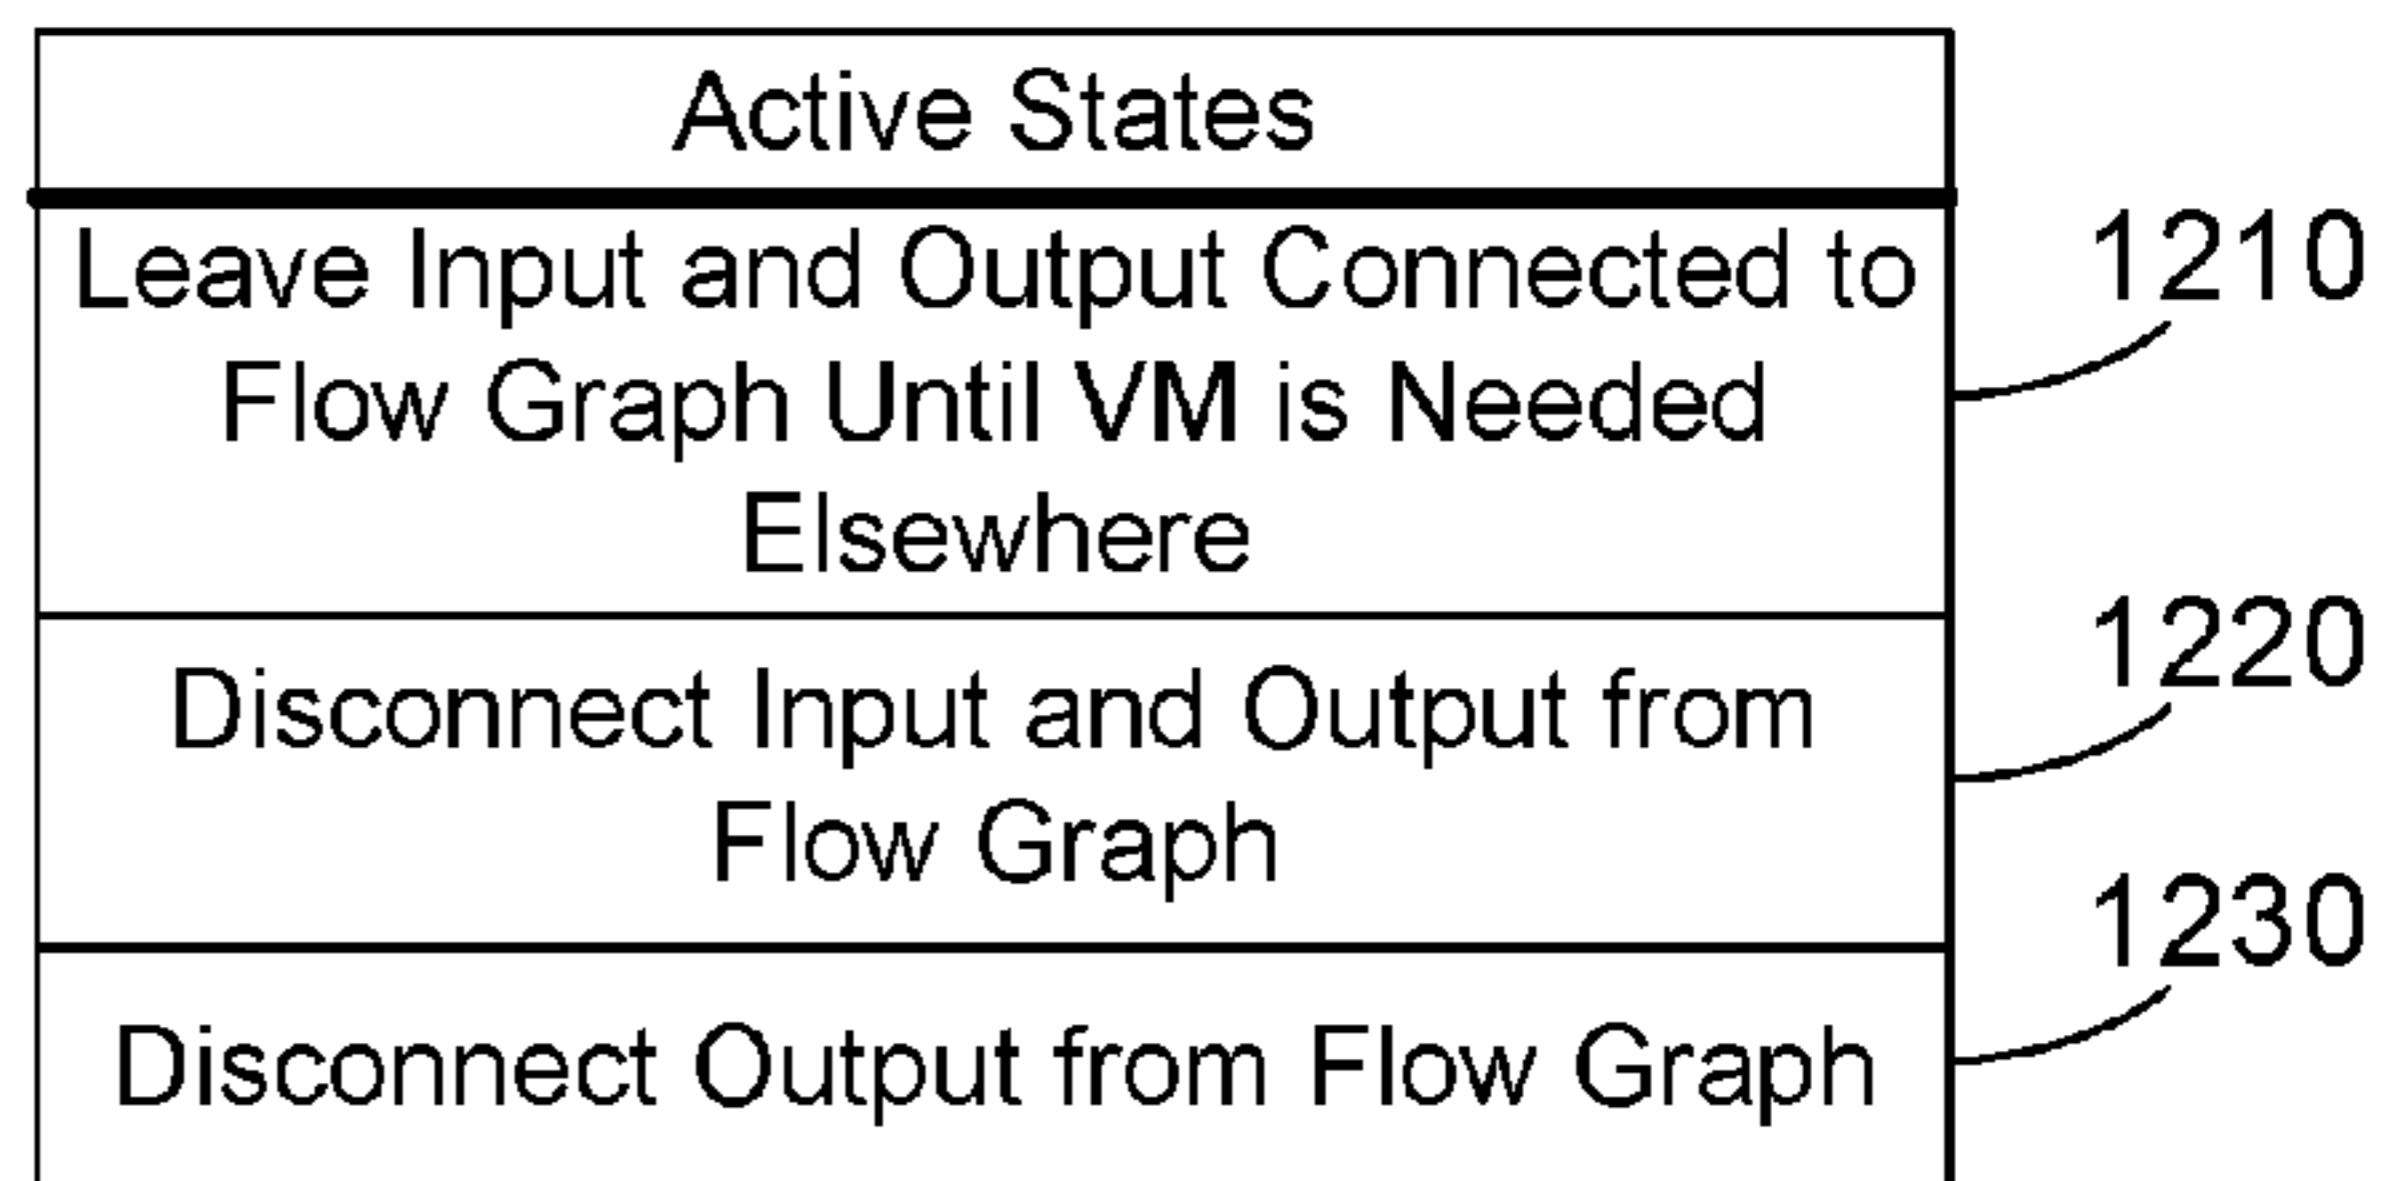 Active States
Leave Input and Output Connected to
Flow Graph Until VM is Needed
Elsewhere
1210
Disconnect Input and Output from
Flow Graph
1220
Disconnect Output from Flow Graph
1230